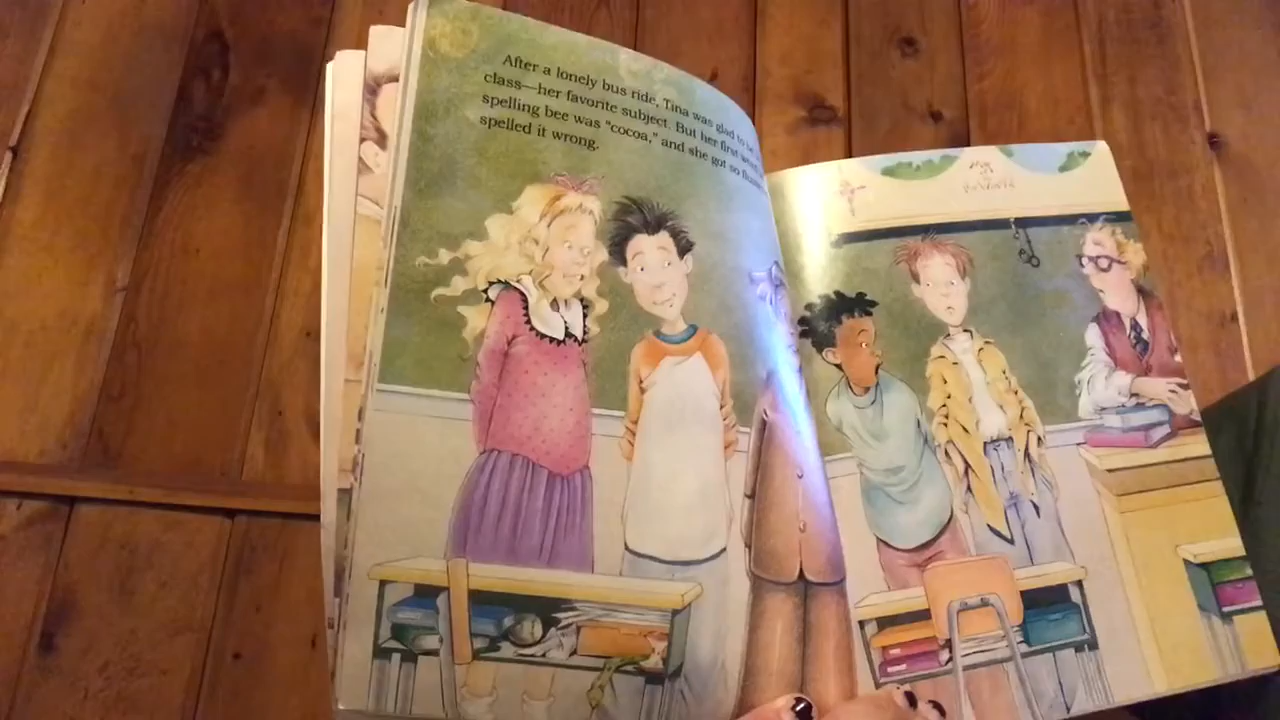 After a lonely bus ride, Tina was glad to be
class—her favorite subject. But her first word
spelling bee was "cocoa," and she got so
spelled it wrong.